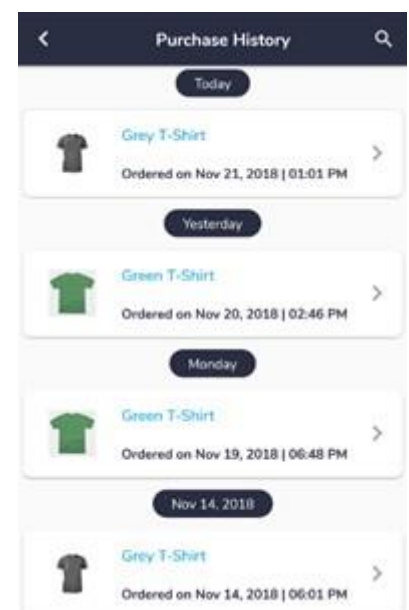 Purchase History
Today
Grey T-Shirt
Ordered on Nov 21, 2018 | 01:01 PM
Yesterday
Green T-Shirt
Ordered on Nov 20, 2018 | 02:46 PM
Monday
Green T-Shirt
Ordered on Nov 19, 2018 | 06:48 PM
Nov 14, 2018
Grey T-Shirt
Ordered on Nov 14, 2018 | 06:01 PM